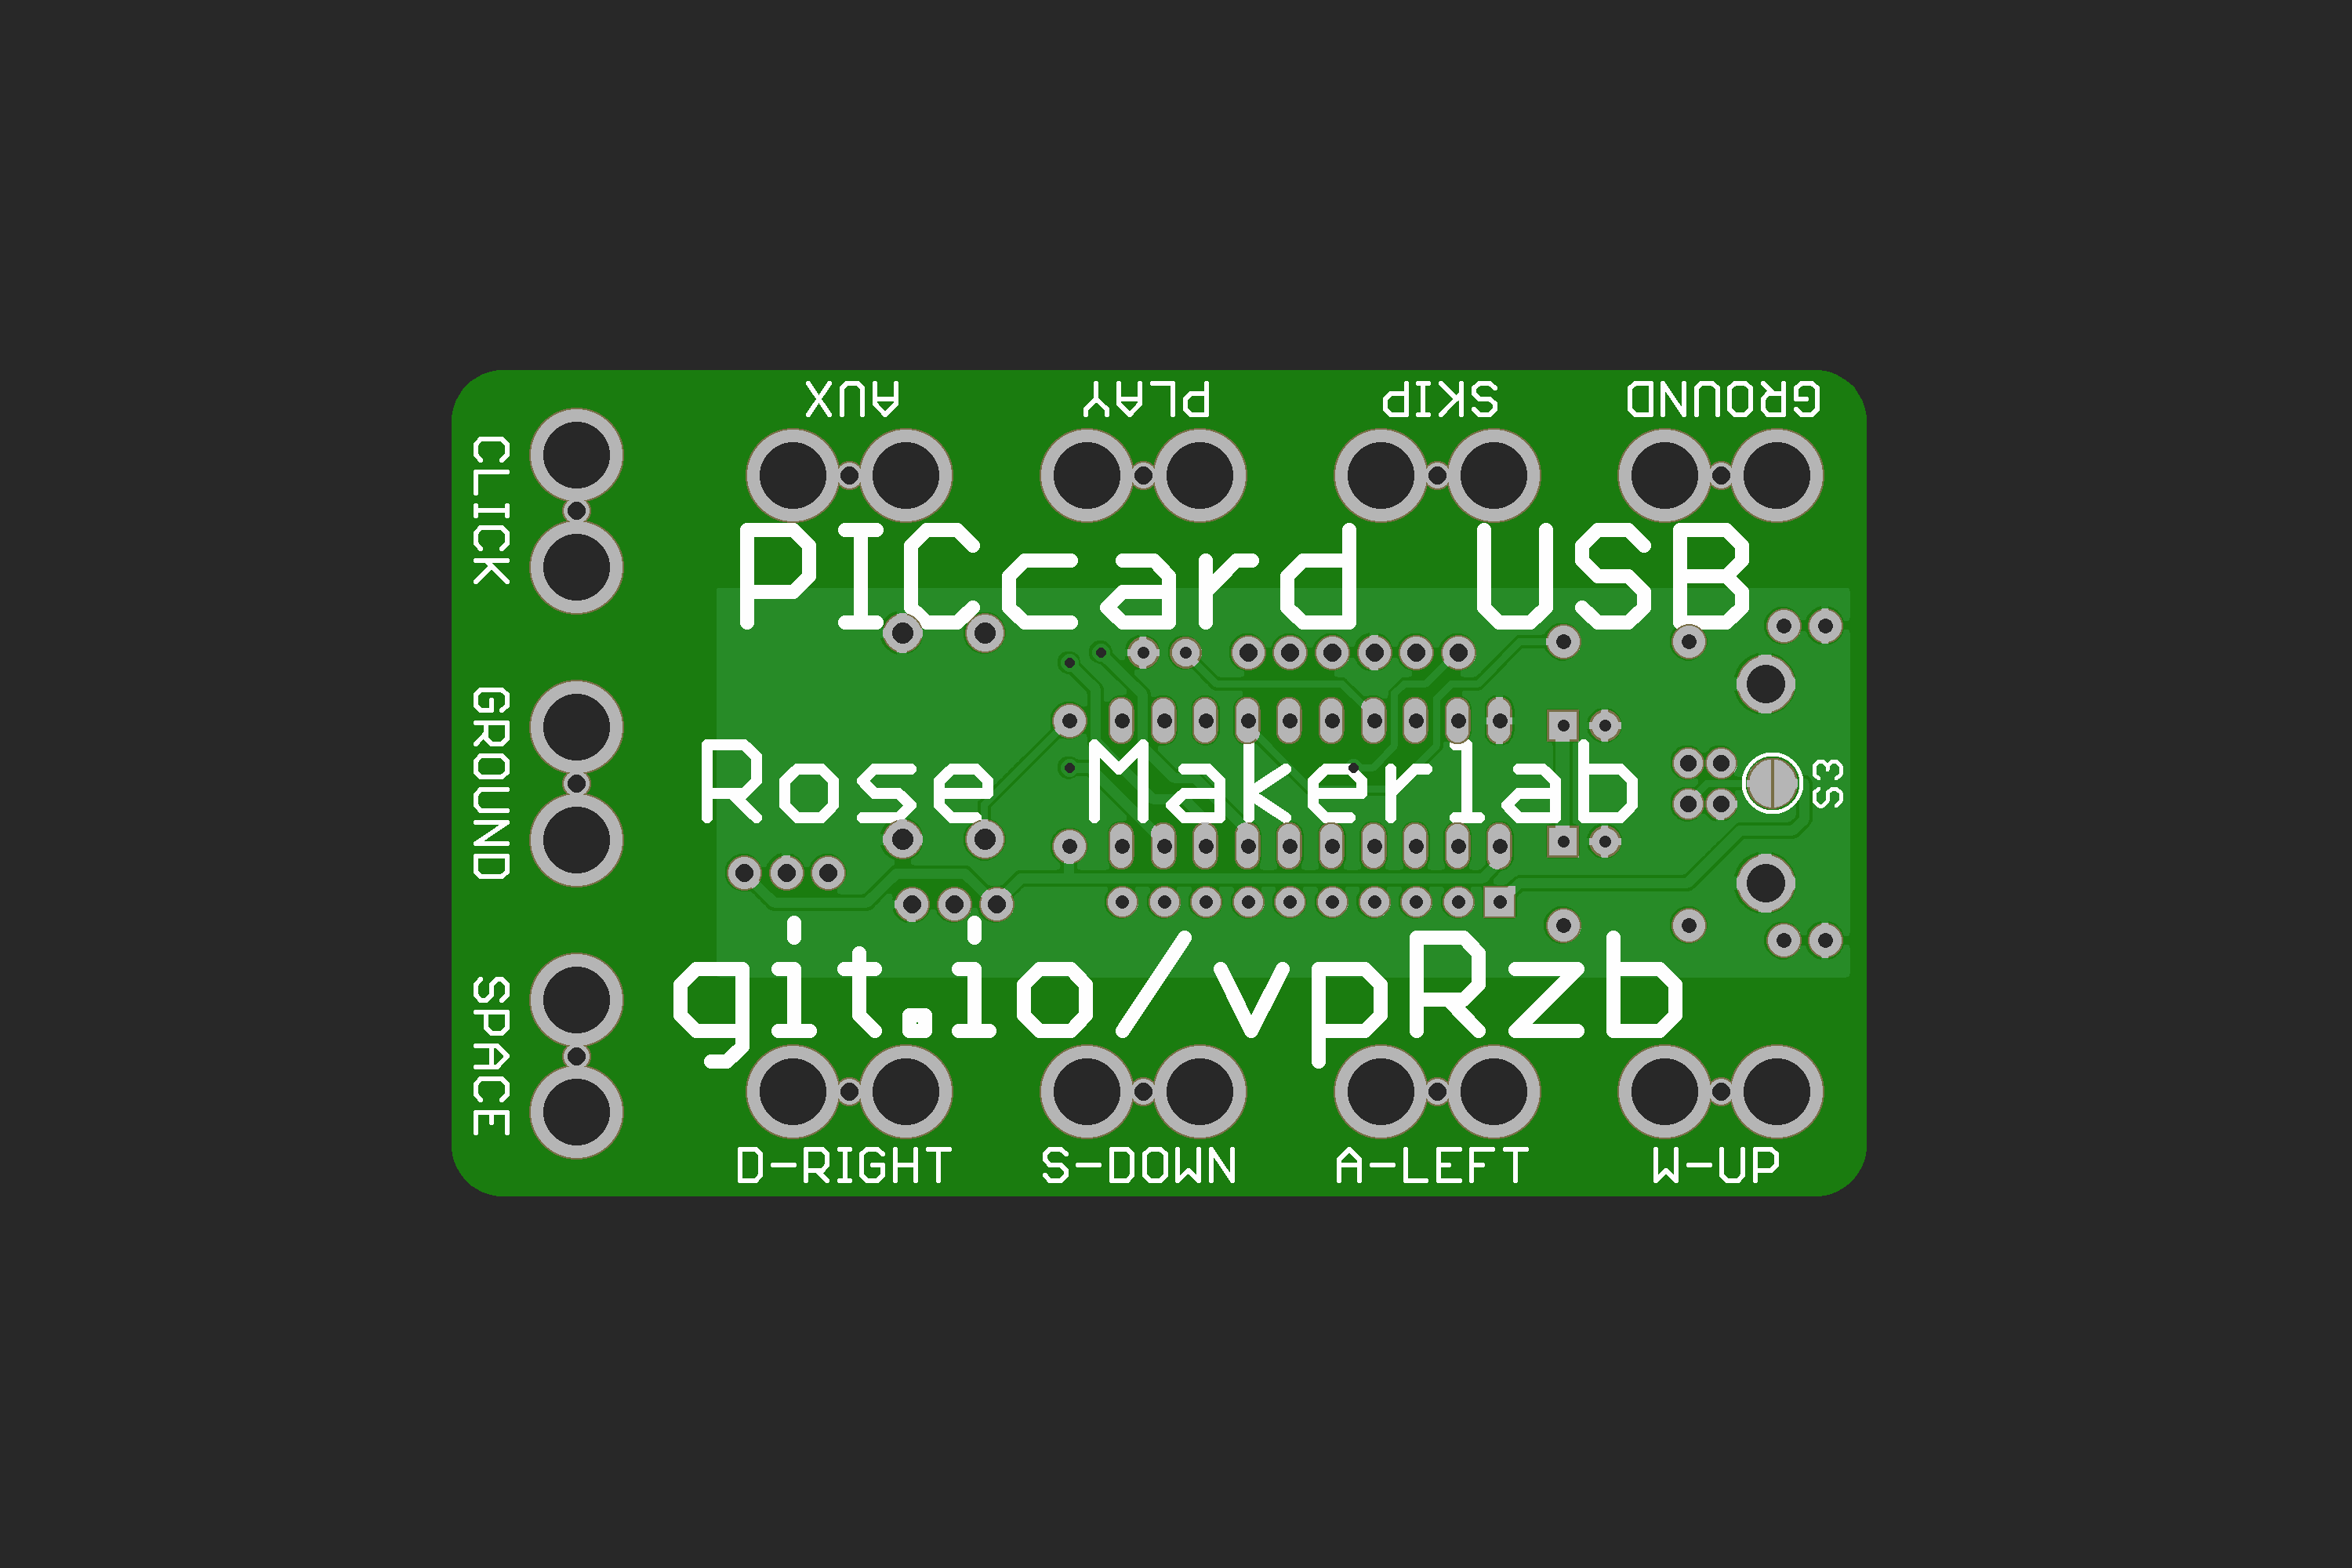 AUX
PLAY
SKIP
GROUND
CLICK
GROUND
SPACE
PICcard USB
Rose Makerlab
S3
git.io/vpRzb
D-RIGHT
S-DOWN
A-LEFT
W-UP